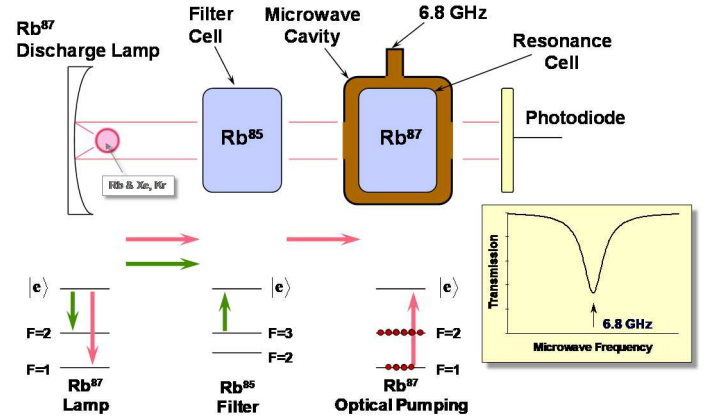 Rb87
Discharge Lamp
Filter
Cell
Microwave
Cavity
6.8 GHz
Resonance
Cell
Rb85
Rb87
Photodiode
Rb & Xe, Kr
Transmission
6.8 GHz
Microwave Frequency
|e⟩
F=2
F=1
Rb87
Lamp
|e⟩
F=3
F=2
Rb85
Filter
|e⟩
F=2
F=1
Rb87
Optical Pumping